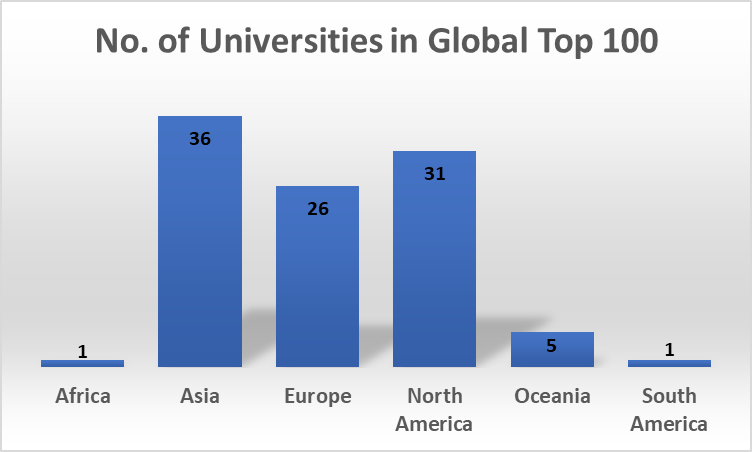 No. of Universities in Global Top 100
36
31
26
5
1
1
Africa
Asia
Europe
North
America
Oceania
South
America